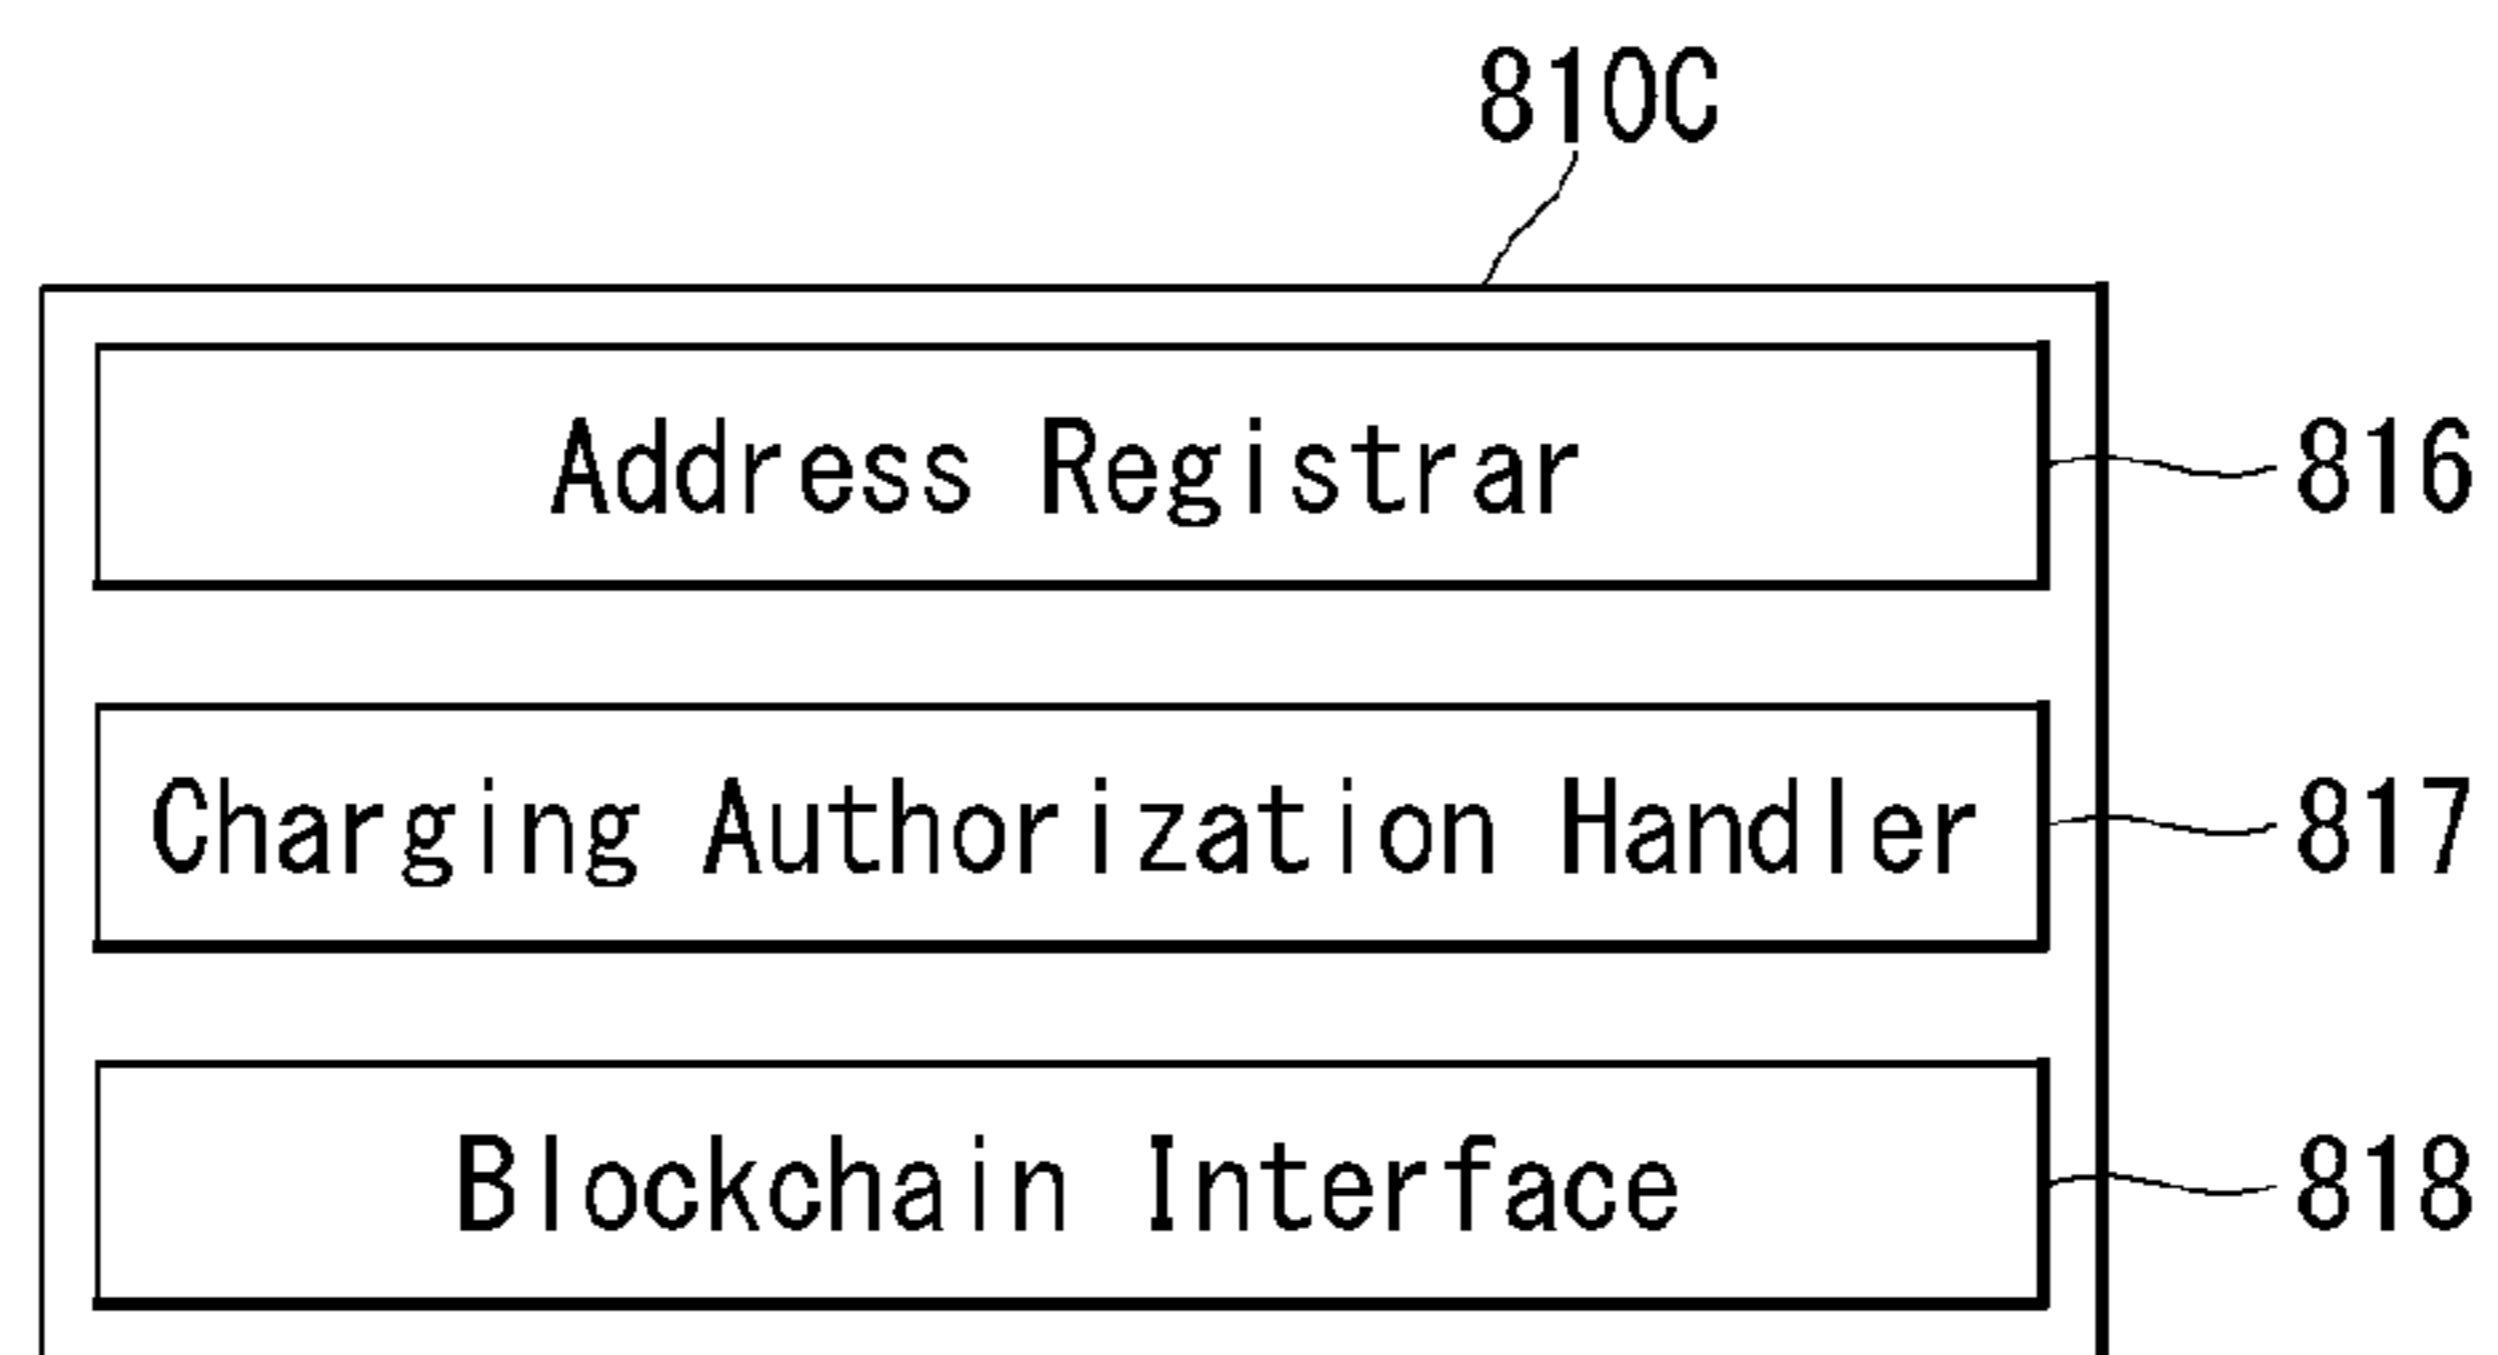 810C
Address Registrar 816
Charging Authorization Handler 817
Blockchain Interface 818